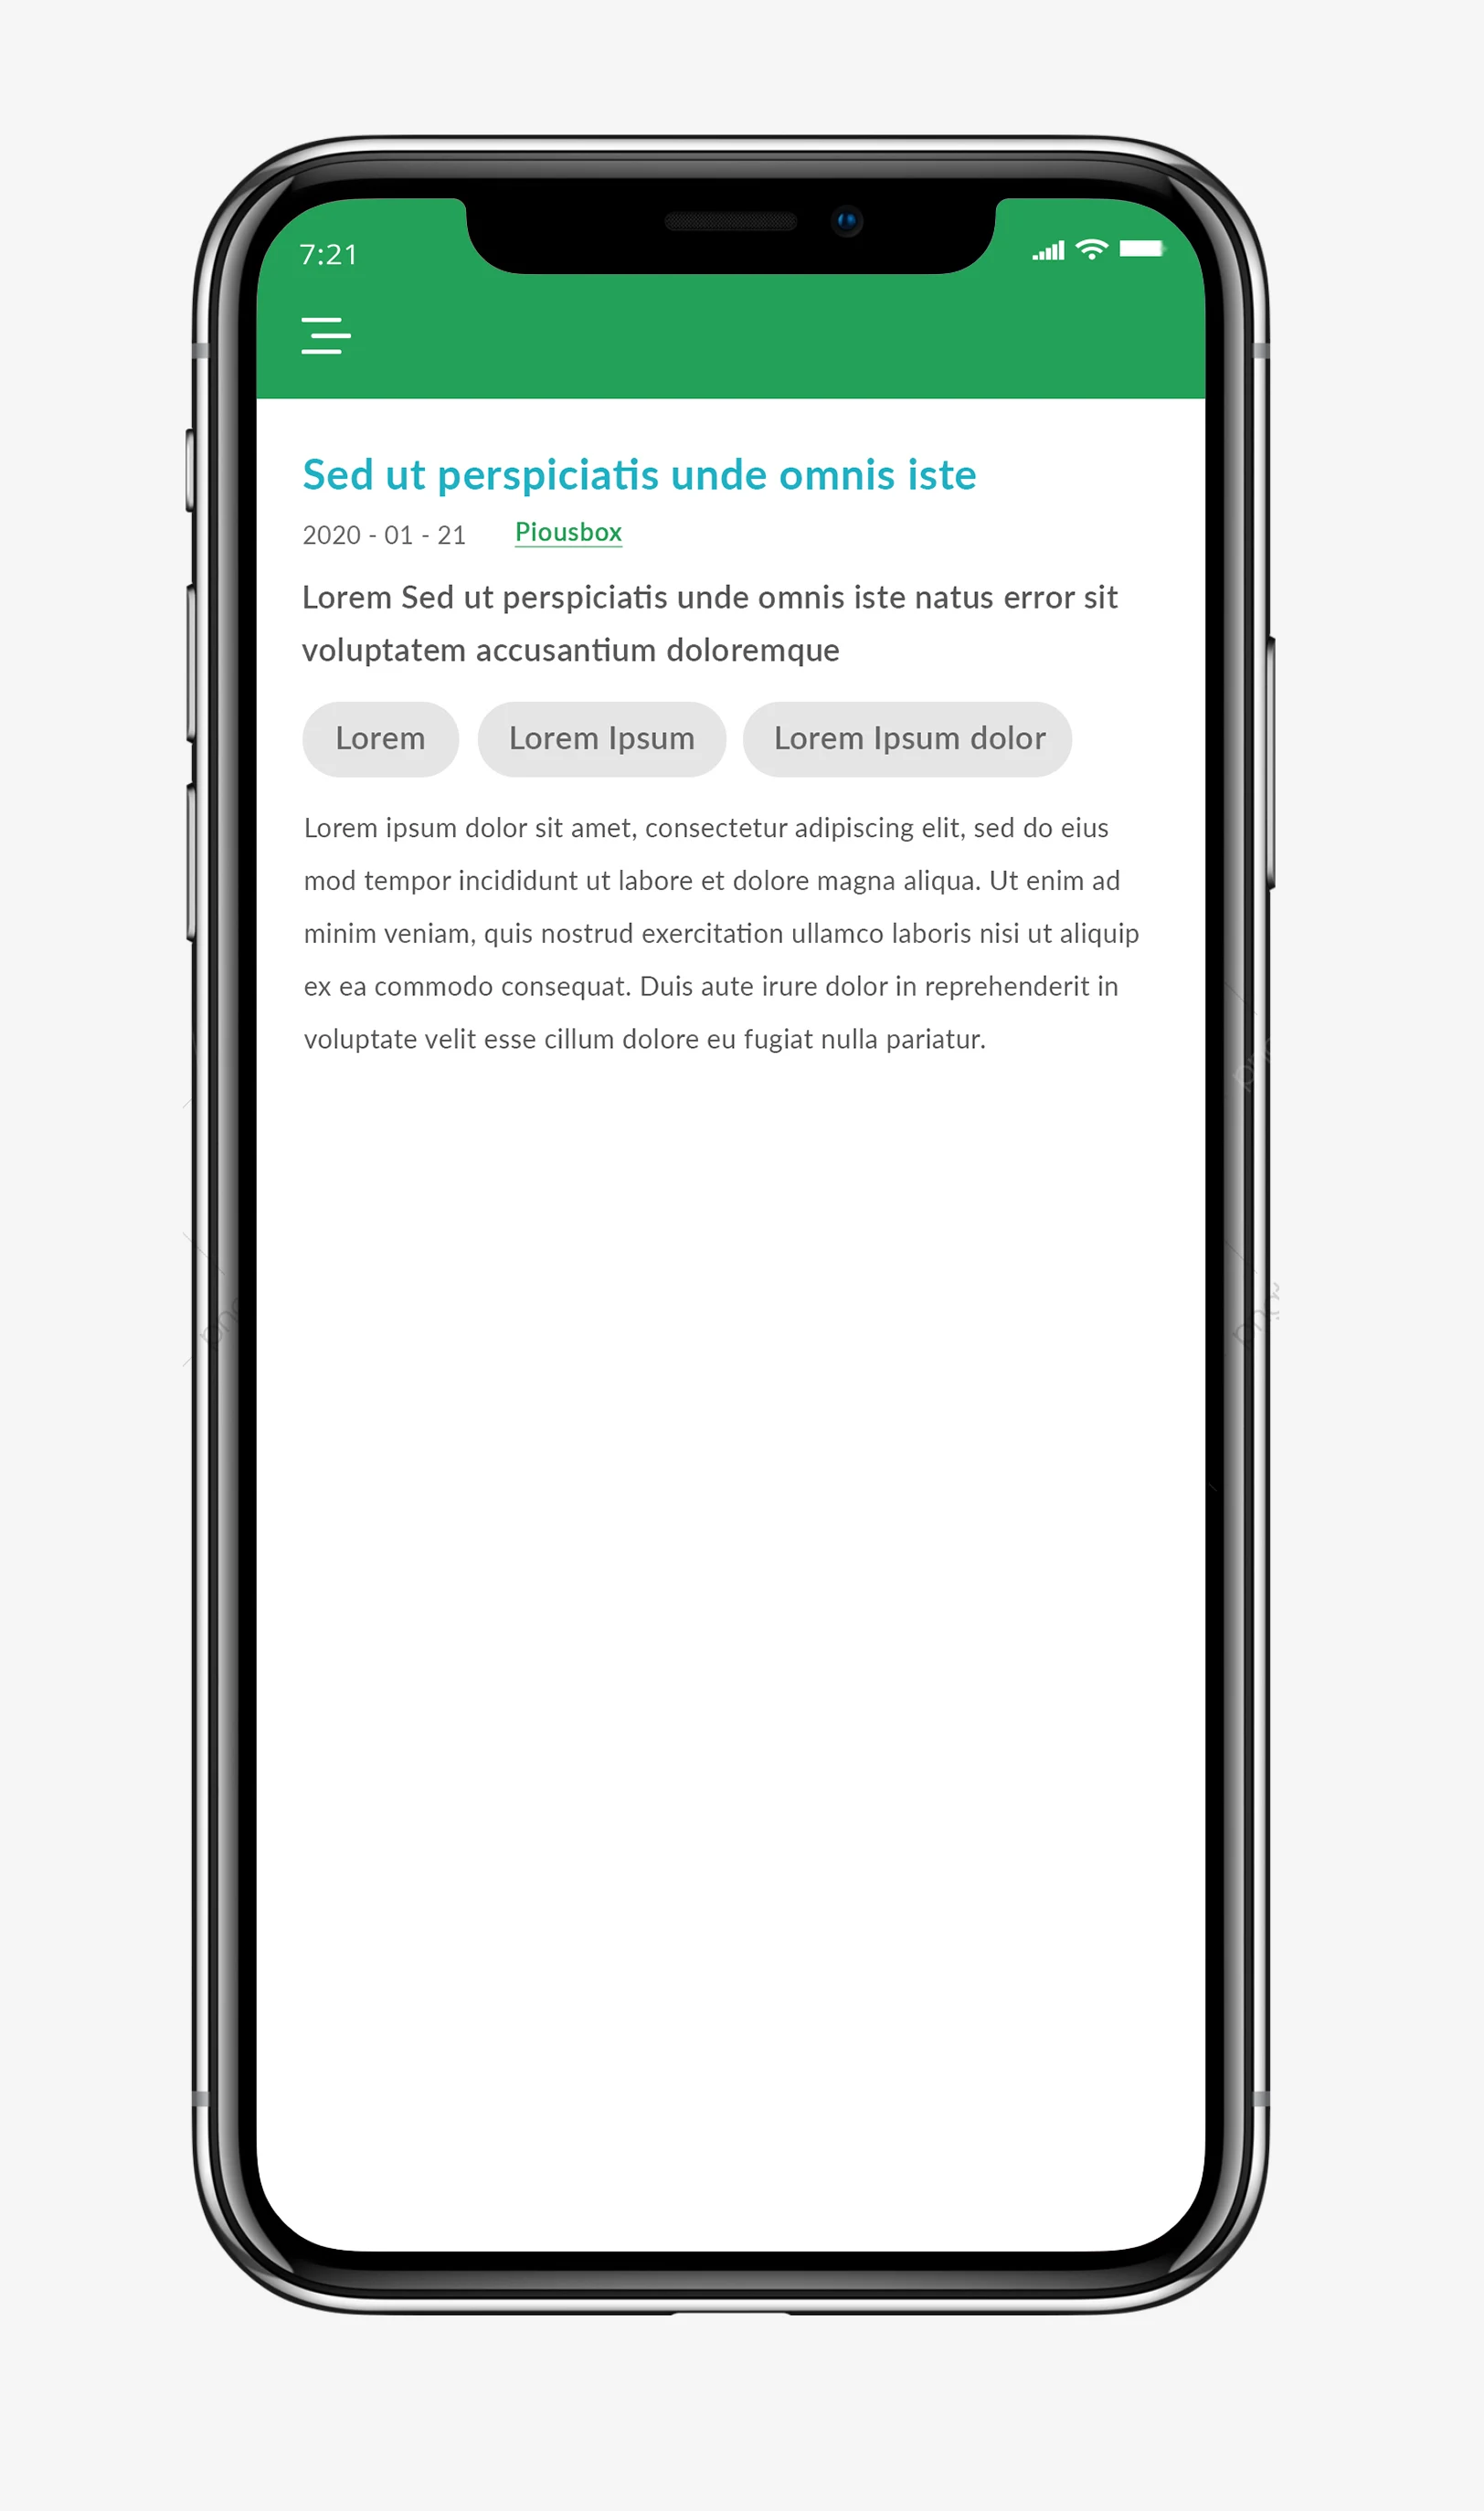 7:21
Sed ut perspiciatis unde omnis iste
2020 - 01 - 21 Piousbox
Lorem Sed ut perspiciatis unde omnis iste natus error sit
voluptatem accusantium doloremque
Lorem Lorem Ipsum Lorem Ipsum dolor
Lorem ipsum dolor sit amet, consectetur adipiscing elit, sed do eius
mod tempor incididunt ut labore et dolore magna aliqua. Ut enim ad
minim veniam, quis nostrud exercitation ullamco laboris nisi ut aliquip
ex ea commodo consequat. Duis aute irure dolor in reprehenderit in
voluptate velit esse cillum dolore eu fugiat nulla pariatur.